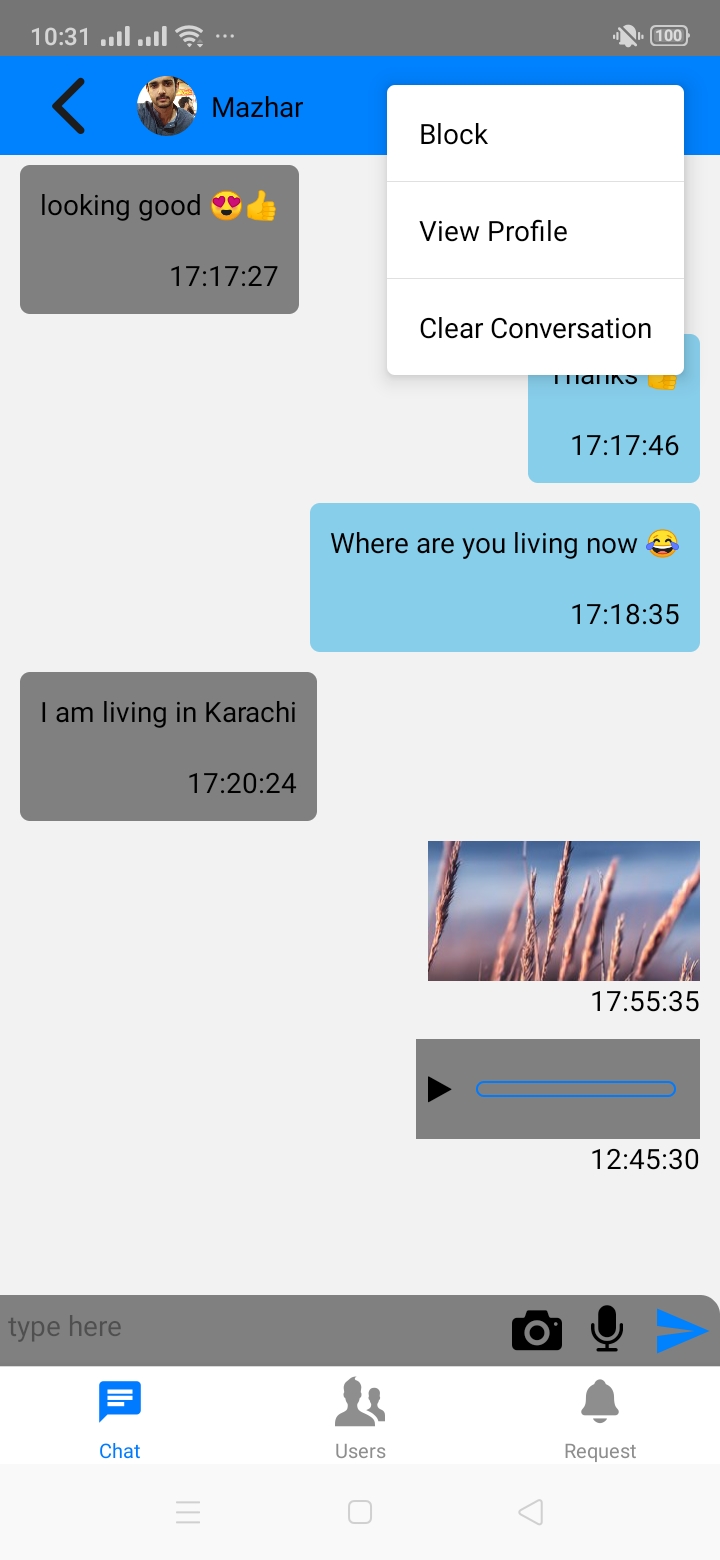 10:31
100
Mazhar
Block
View Profile
Clear Conversation
looking good 😍👍
17:17:27
Thanks 👍
17:17:46
Where are you living now 😂
17:18:35
I am living in Karachi
17:20:24
17:55:35
12:45:30
type here
Chat
Users
Request